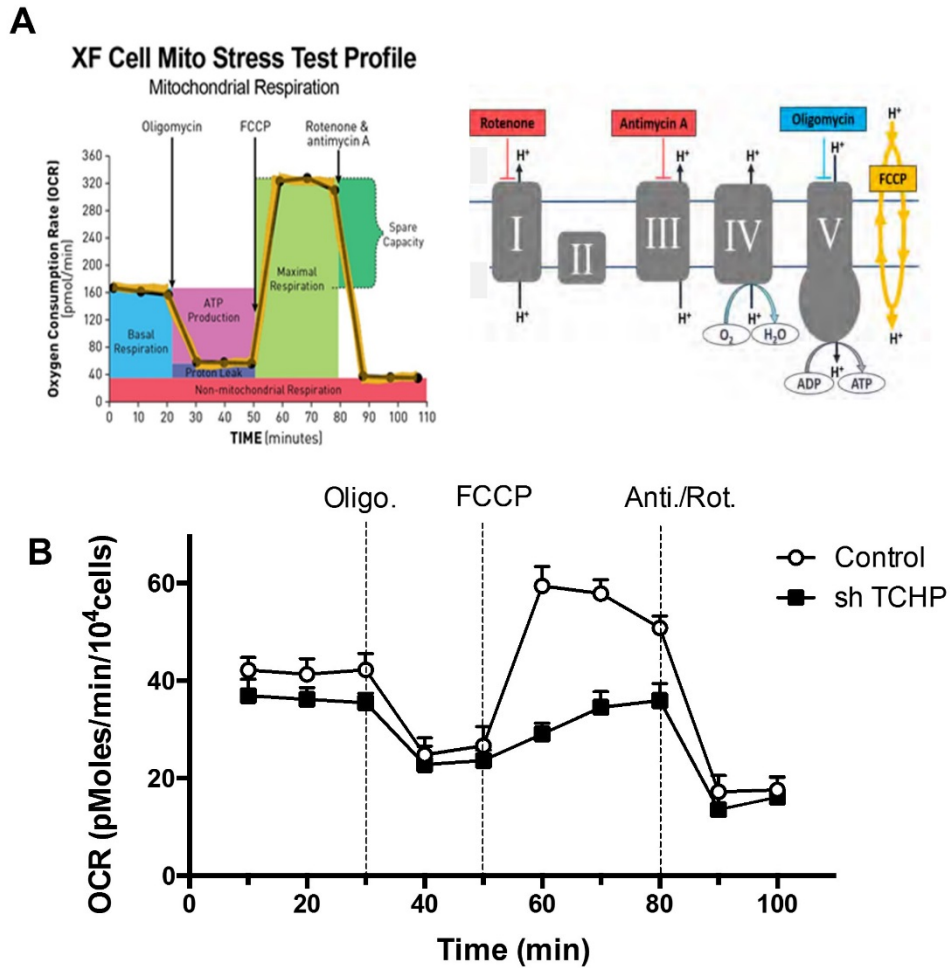 A
XF Cell Mito Stress Test Profile
Mitochondrial Respiration
Oligomycin
FCCP
Rotenone &
antimycin A
Oxygen Consumption Rate (OCR)
(pmol/min)
360
320
280
240
200
160
120
80
40
0
Basal
Respiration
ATP
Production
Proton Leak
Maximal
Respiration
Spare
Capacity
Non-mitochondrial Respiration
0 10 20 30 40 50 60 70 80 90 100 110
TIME (minutes)
Rotenone
Antimycin A
Oligomycin
FCCP
H⁺
H⁺
H⁺
H⁺
H⁺
I
II
III
IV
V
H⁺
H⁺
H⁺
H⁺
H⁺
O₂
H₂O
ADP
ATP
B
Oligo.
FCCP
Anti./Rot.
Control
sh TCHP
OCR (pMoles/min/10⁴cells)
60
40
20
0
0 20 40 60 80 100
Time (min)